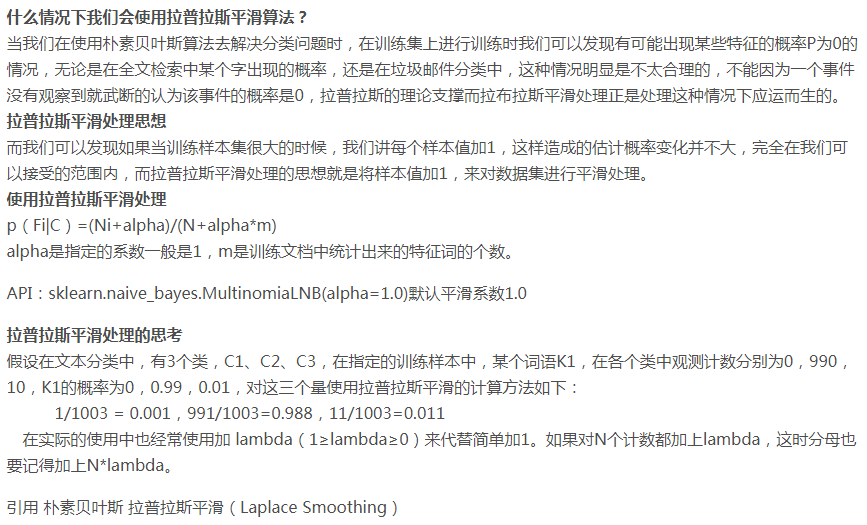 什么情况下我们会使用拉普拉斯平滑算法？
当我们在使用朴素贝叶斯算法去解决分类问题时，在训练集上进行训练时我们可以发现有可能出现某些特征的概率P为0的
情况，无论是在全文检索中某个字出现的概率，还是在垃圾邮件分类中，这种情况明显是不太合理的，不能因为一个事件
没有观察到就武断的认为该事件的概率是0，拉普拉斯的理论支撑而拉布拉斯平滑处理正是处理这种情况下应运而生的。
拉普拉斯平滑处理思想
而我们可以发现如果当训练样本集很大的时候，我们讲每个样本值加1，这样造成的估计概率变化并不大，完全在我们可
以接受的范围内，而拉普拉斯平滑处理的思想就是将样本值加1，来对数据集进行平滑处理。
使用拉普拉斯平滑处理
p（Fi|C）=(Ni+alpha)/(N+alpha*m)
alpha是指定的系数一般是1，m是训练文档中统计出来的特征词的个数。
API：sklearn.naive_bayes.MultinomiaLNB(alpha=1.0)默认平滑系数1.0
拉普拉斯平滑处理的思考
假设在文本分类中，有3个类，C1、C2、C3，在指定的训练样本中，某个词语K1，在各个类中观测计数分别为0，990，
10，K1的概率为0，0.99，0.01，对这三个量使用拉普拉斯平滑的计算方法如下：
1/1003 = 0.001，991/1003=0.988，11/1003=0.011
在实际的使用中也经常使用加 lambda（1≥lambda≥0）来代替简单加1。如果对N个计数都加上lambda，这时分母也
要记得加上N*lambda。
引用 朴素贝叶斯 拉普拉斯平滑（Laplace Smoothing）